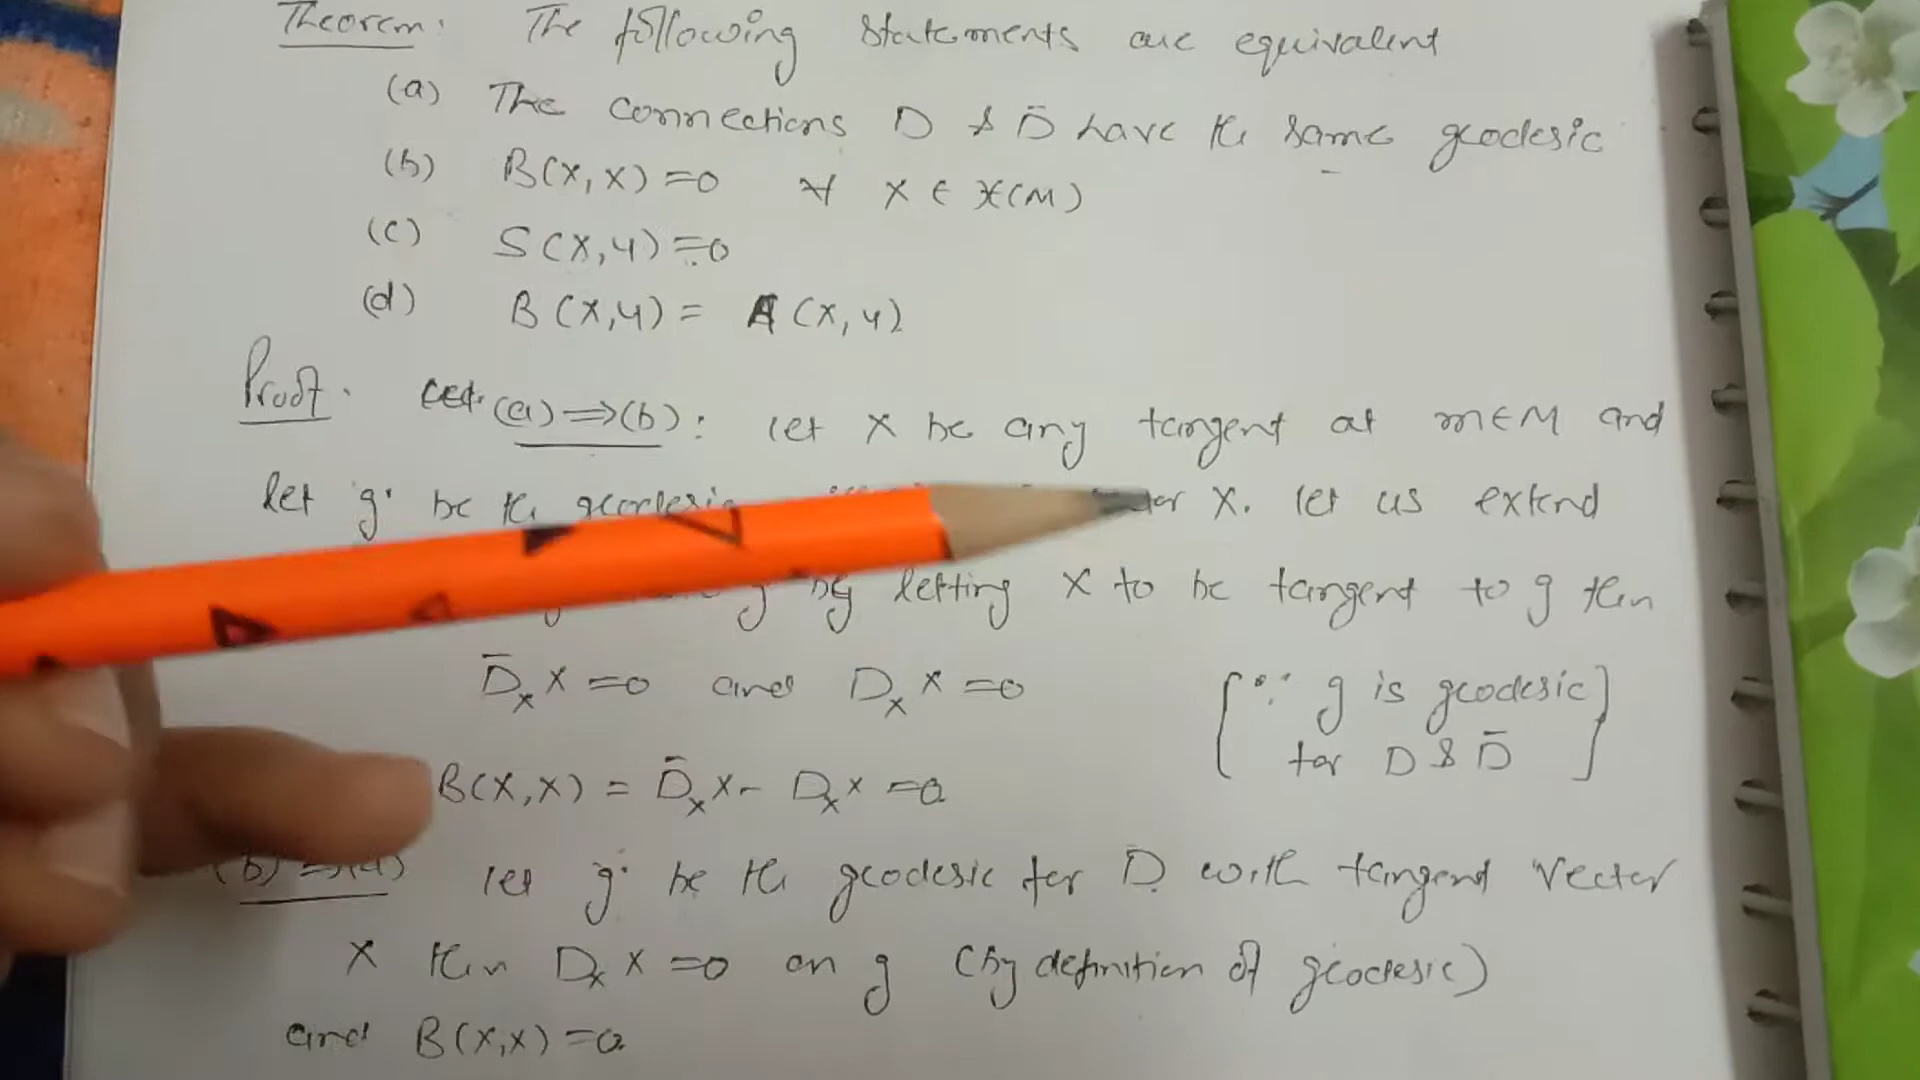 Theorem: The following statements are equivalent
(a) The connections D & D̄ have the same geodesic
(b) B(X,X)=0 ∀ X ∈ 𝔛(M)
(c) S(X,Y)=0
(d) B(X,Y)= A(X,Y)
Proof. (a)⇒(b): Let X be any tangent at m∈M and
let g be the geodesic X. Let us extend
by letting X to be tangent to g then
D̄ₓX=0 and DₓX=0 [∵ g is geodesic
for D & D̄]
B(X,X) = D̄ₓX - DₓX =0
(b)⇒(a) let g be the geodesic for D with tangent vector
X then DₓX=0 on g (by definition of geodesic)
and B(X,X)=0